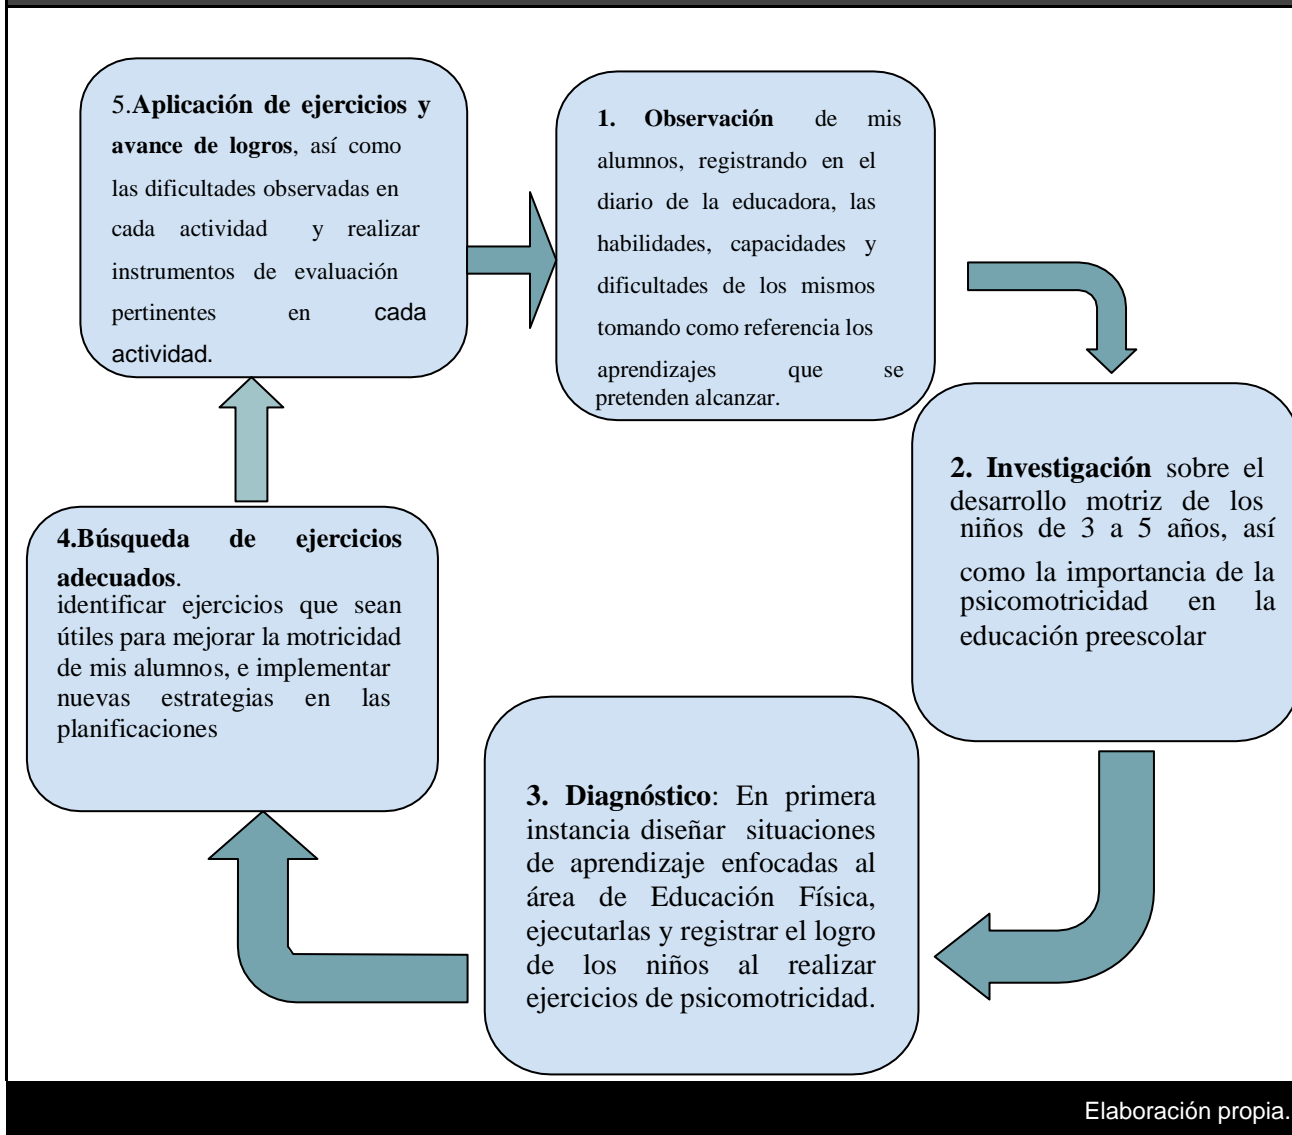 1. Observación de mis
alumnos, registrando en el
diario de la educadora, las
habilidades, capacidades y
dificultades de los mismos
tomando como referencia los
aprendizajes que se
pretenden alcanzar.
2. Investigación sobre el
desarrollo motriz de los
niños de 3 a 5 años, así
como la importancia de la
psicomotricidad en la
educación preescolar
3. Diagnóstico: En primera
instancia diseñar situaciones
de aprendizaje enfocadas al
área de Educación Física,
ejecutarlas y registrar el logro
de los niños al realizar
ejercicios de psicomotricidad.
4.Búsqueda de ejercicios
adecuados.
identificar ejercicios que sean
útiles para mejorar la motricidad
de mis alumnos, e implementar
nuevas estrategias en las
planificaciones
5.Aplicación de ejercicios y
avance de logros, así como
las dificultades observadas en
cada actividad y realizar
instrumentos de evaluación
pertinentes en cada
actividad.
Elaboración propia.